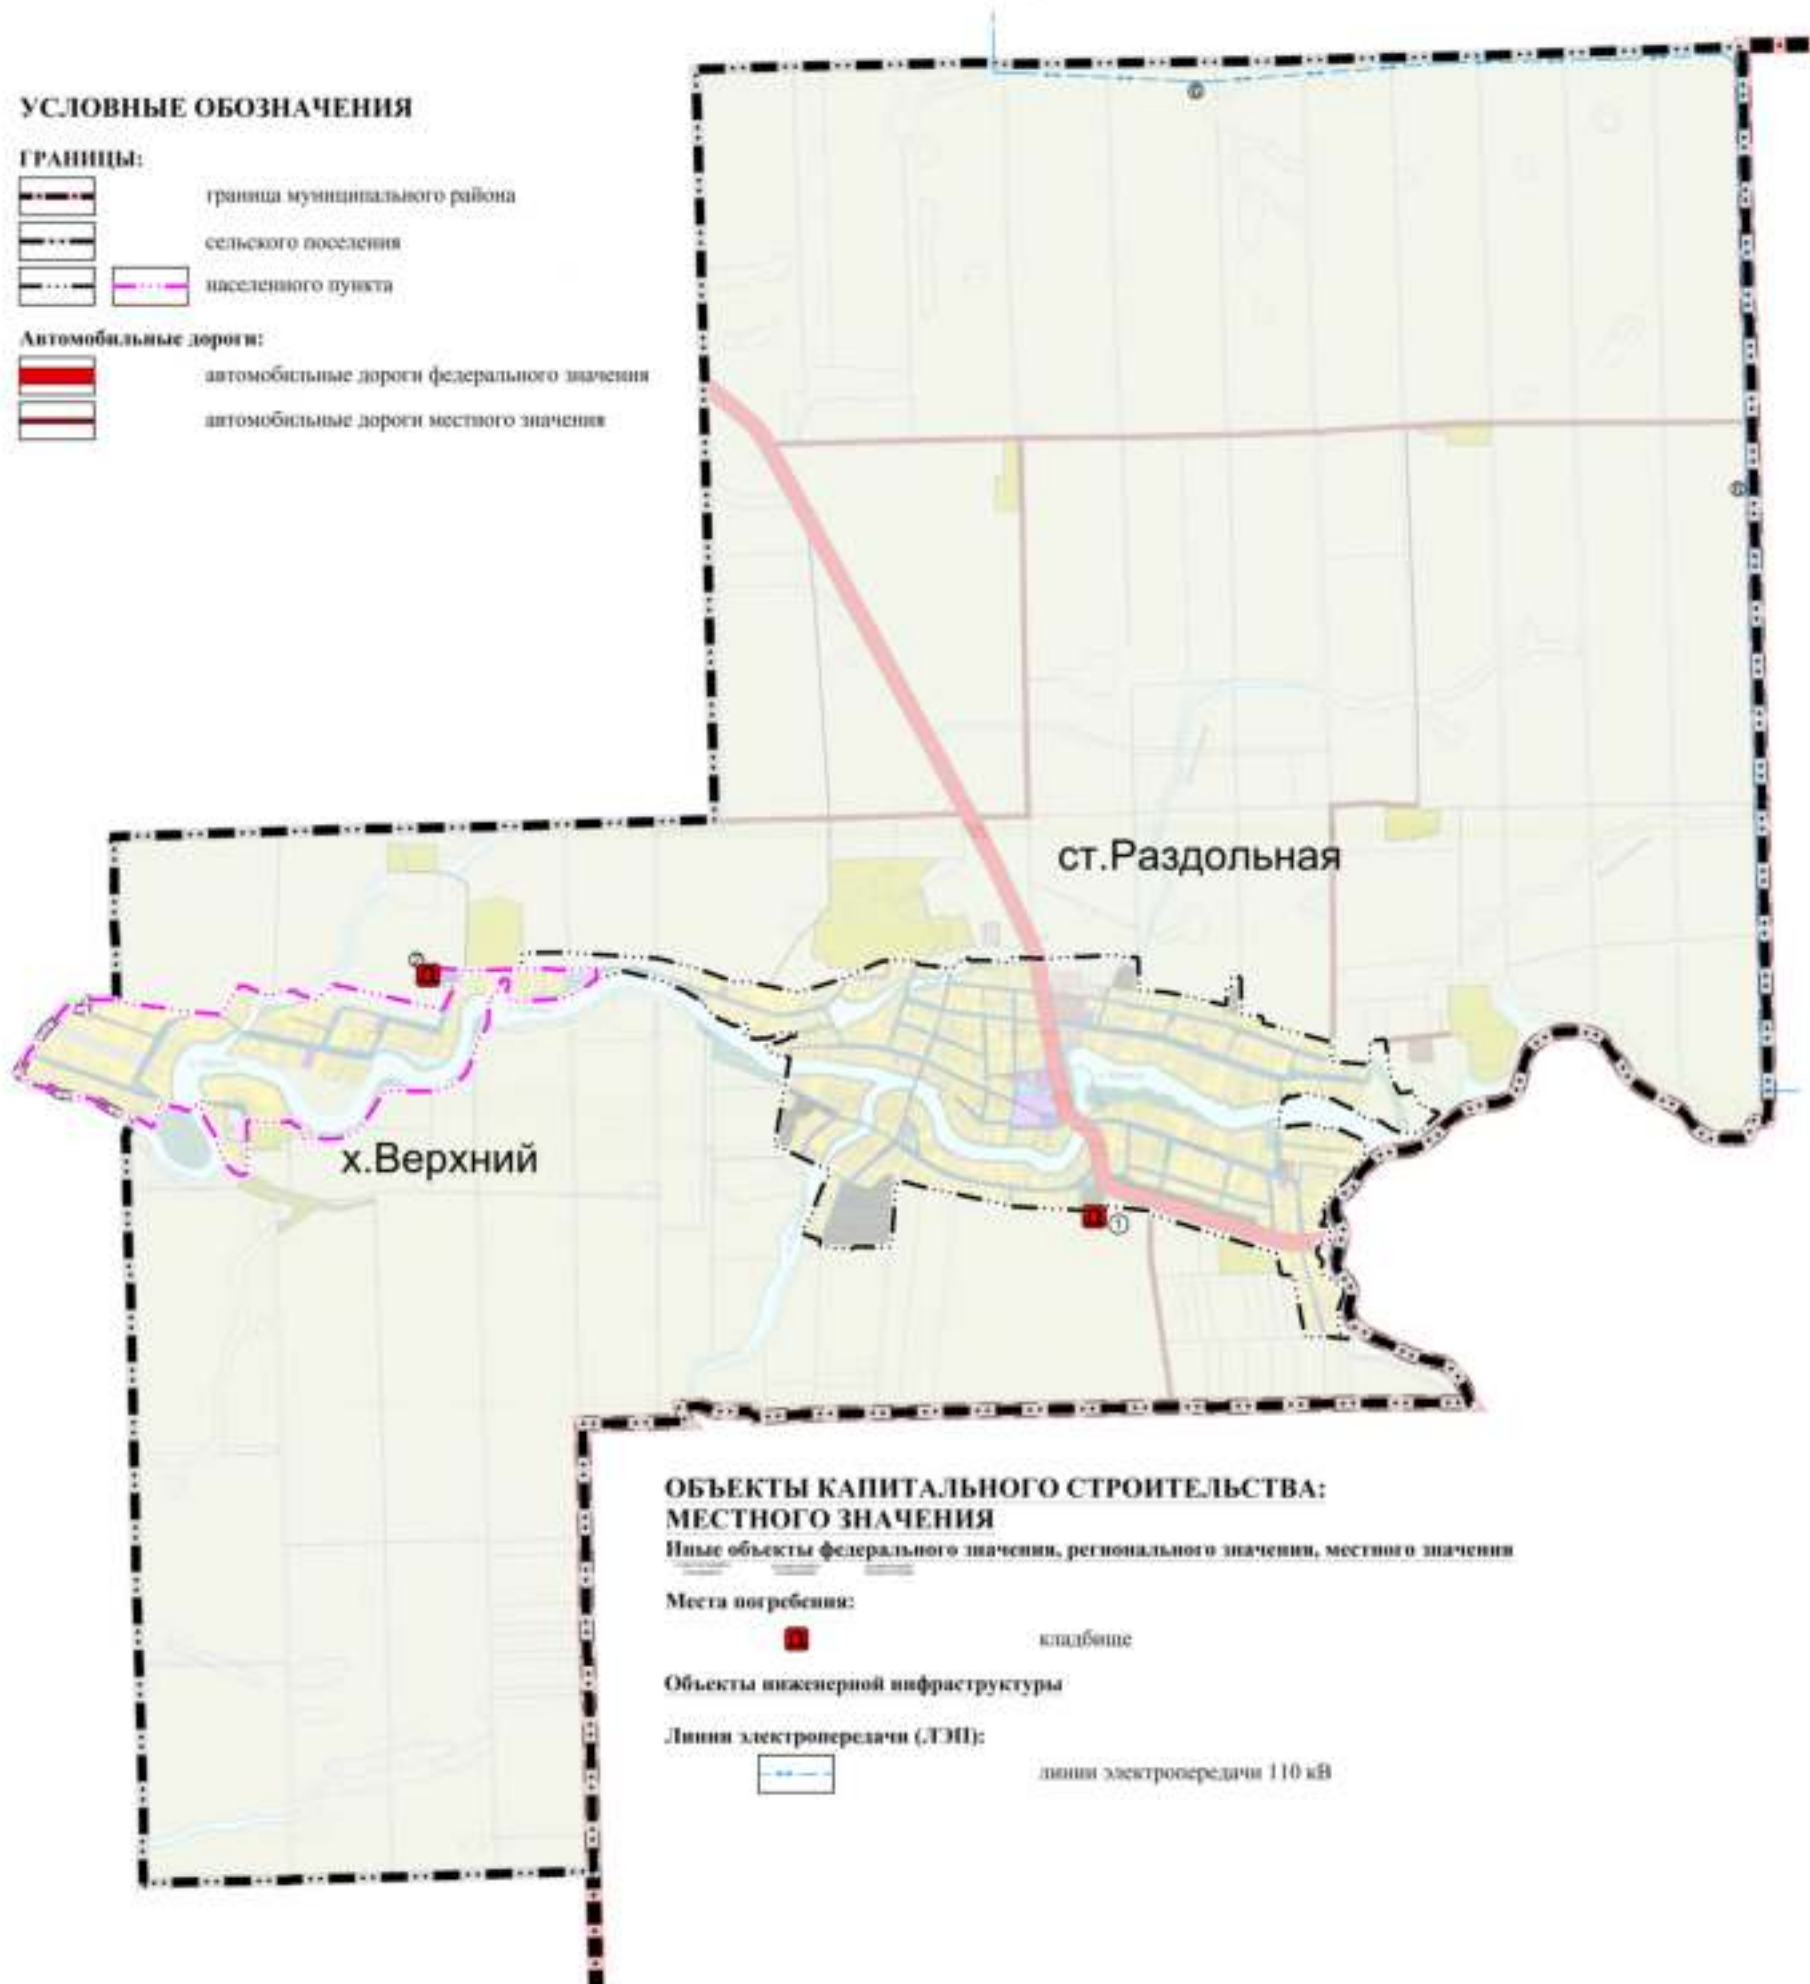 УСЛОВНЫЕ ОБОЗНАЧЕНИЯ
ГРАНИЦЫ:
граница муниципального района
сельского поселения
населенного пункта
Автомобильные дороги:
автомобильные дороги федерального значения
автомобильные дороги местного значения
ст.Раздольная
х.Верхний
1
ОБЪЕКТЫ КАПИТАЛЬНОГО СТРОИТЕЛЬСТВА:
МЕСТНОГО ЗНАЧЕНИЯ
Иные объекты федерального значения, регионального значения, местного значения
Места погребения:
кладбище
Объекты инженерной инфраструктуры
Линии электропередачи (ЛЭП):
линии электропередачи 110 кВ